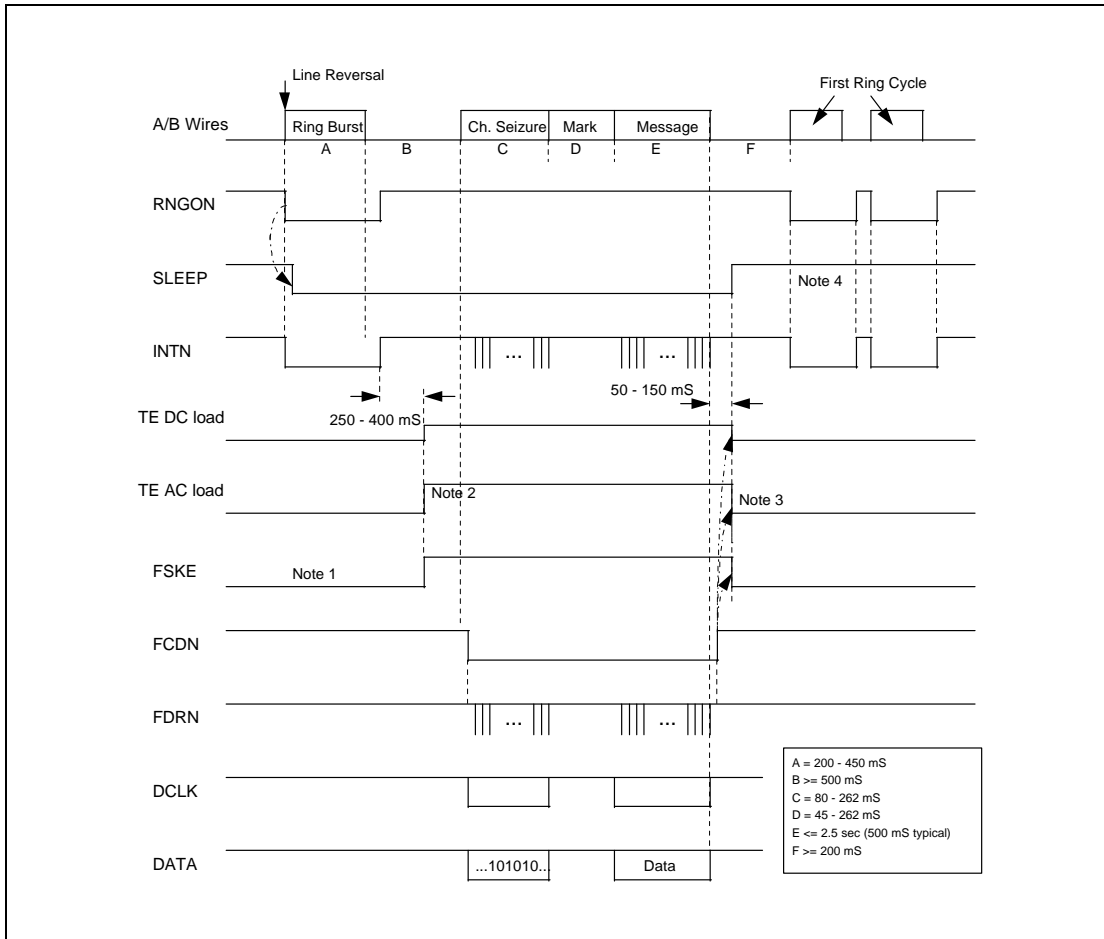 Line Reversal
First Ring Cycle
A/B Wires
Ring Burst
Ch. Seizure
Mark
Message
A
B
C
D
E
F
RNGON
SLEEP
Note 4
INTN
...
...
50 - 150 mS
250 - 400 mS
TE DC load
TE AC load
Note 2
Note 3
FSKE
Note 1
FCDN
FDRN
...
...
A = 200 - 450 mS
B >= 500 mS
C = 80 - 262 mS
D = 45 - 262 mS
E <= 2.5 sec (500 mS typical)
F >= 200 mS
DCLK
DATA
...101010...
Data